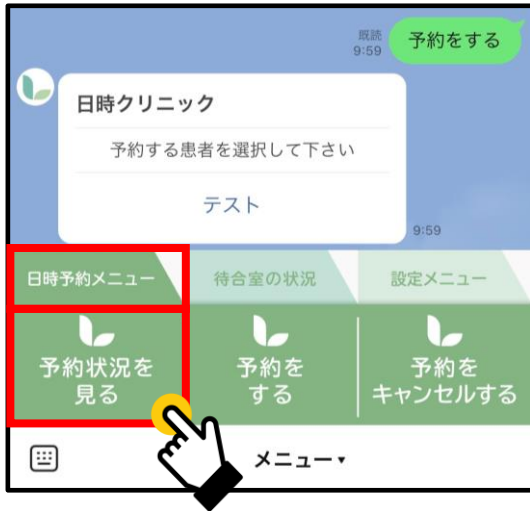 予約をする
既読
9:59
日時クリニック
予約する患者を選択して下さい
テスト
9:59
日時予約メニュー
待合室の状況
設定メニュー
予約状況を
見る
予約を
する
予約を
キャンセルする
メニュー▾